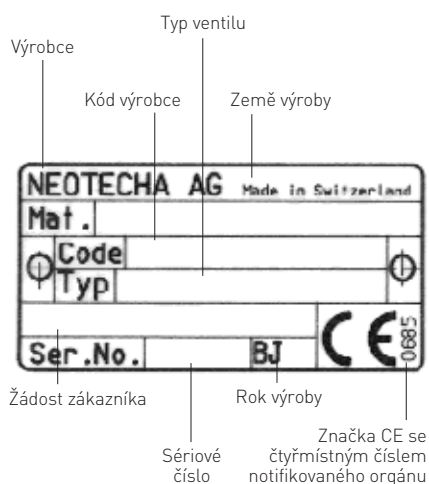 Typ ventilu
Výrobce
Kód výrobce
Země výroby
NEOTECHA AG Made in Switzerland
Mat.
Code
Typ
Ser.No.
BJ
CE
0685
Žádost zákazníka
Rok výroby
Sériové
číslo
Značka CE se
čtyřmístným číslem
notifikovaného orgánu